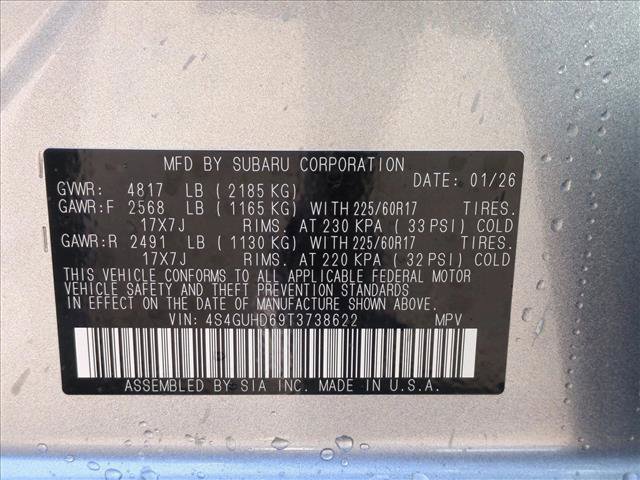 MFD BY SUBARU CORPORATION
DATE: 01/26
GVWR: 4817 LB (2185 KG)
GAWR:F 2568 LB (1165 KG) WITH 225/60R17 TIRES.
17X7J RIMS. AT 230 KPA (33 PSI) COLD
GAWR:R 2491 LB (1130 KG) WITH 225/60R17 TIRES.
17X7J RIMS. AT 220 KPA (32 PSI) COLD
THIS VEHICLE CONFORMS TO ALL APPLICABLE FEDERAL MOTOR
VEHICLE SAFETY AND THEFT PREVENTION STANDARDS
IN EFFECT ON THE DATE OF MANUFACTURE SHOWN ABOVE.
VIN: 4S4GUHD69T3738622 MPV
ASSEMBLED BY SIA INC. MADE IN U.S.A.